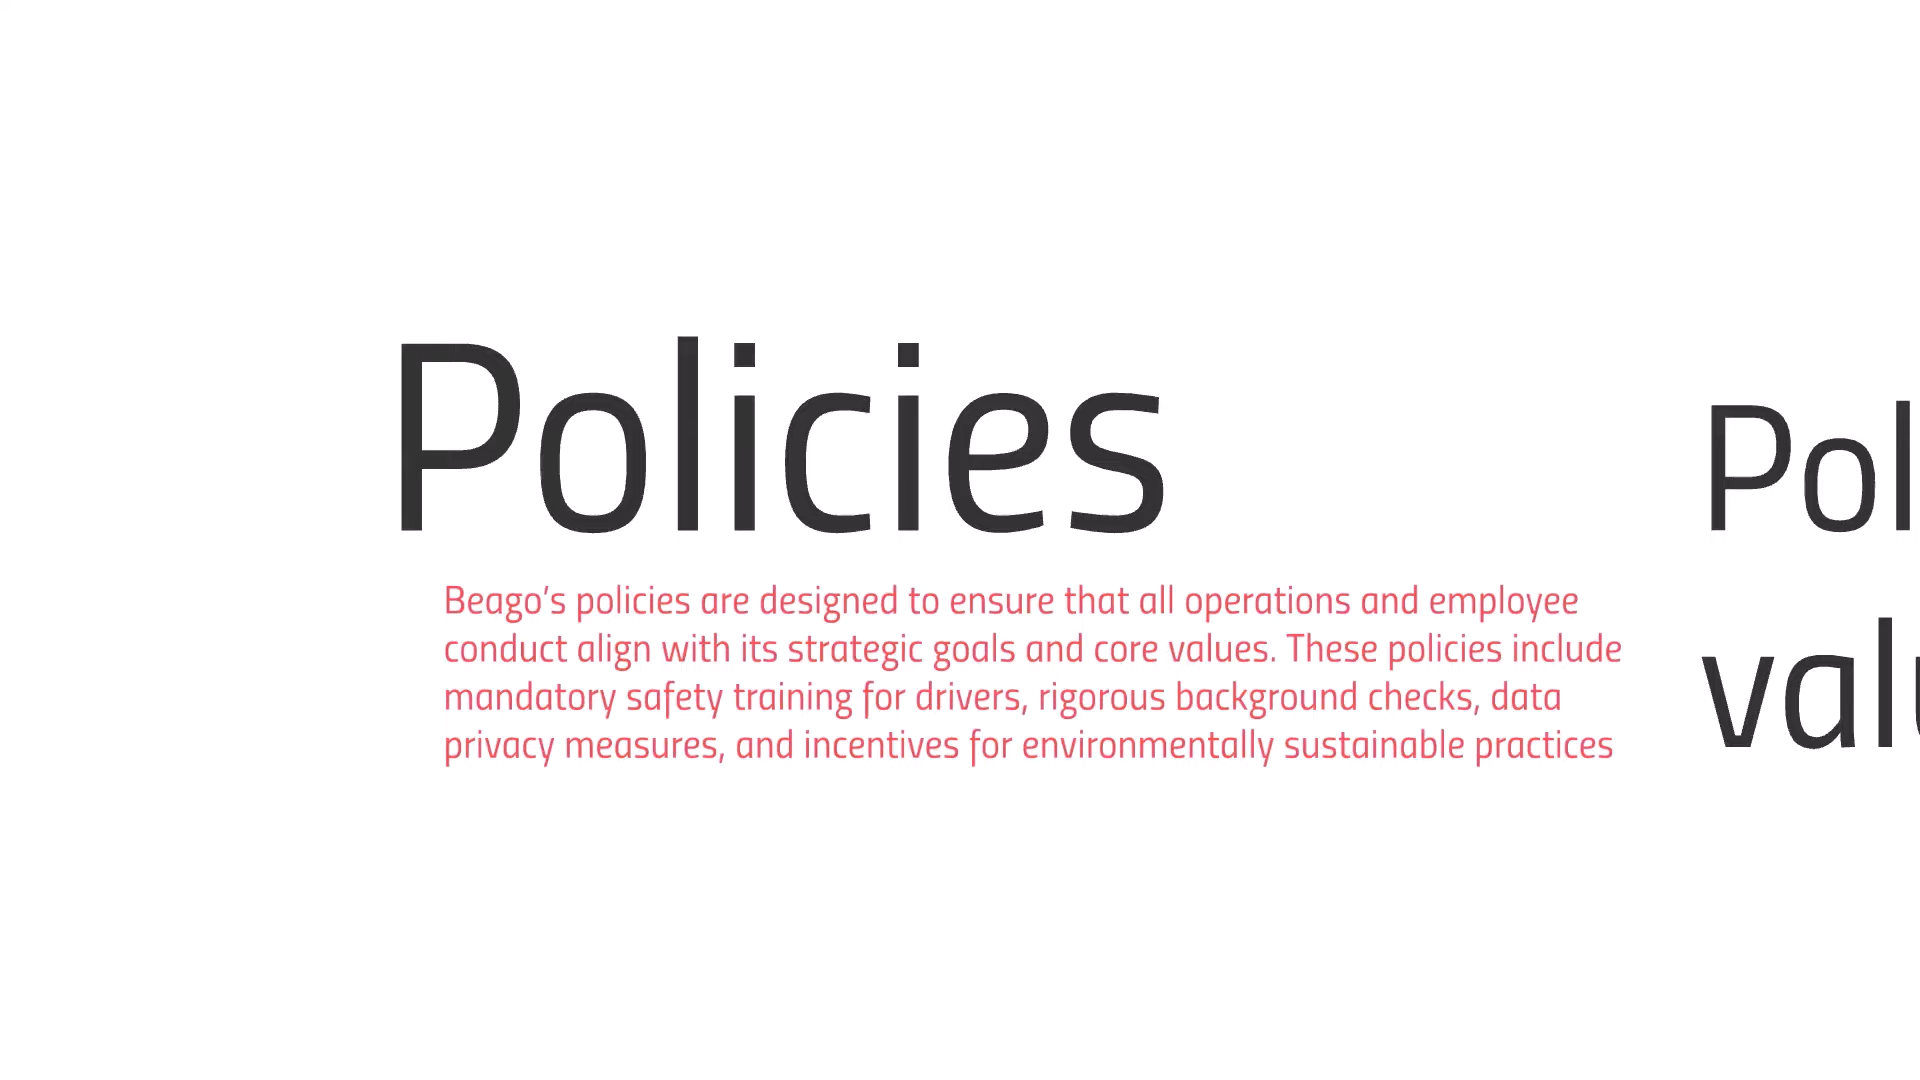 Policies
Beago’s policies are designed to ensure that all operations and employee
conduct align with its strategic goals and core values. These policies include
mandatory safety training for drivers, rigorous background checks, data
privacy measures, and incentives for environmentally sustainable practices
Pol
valu